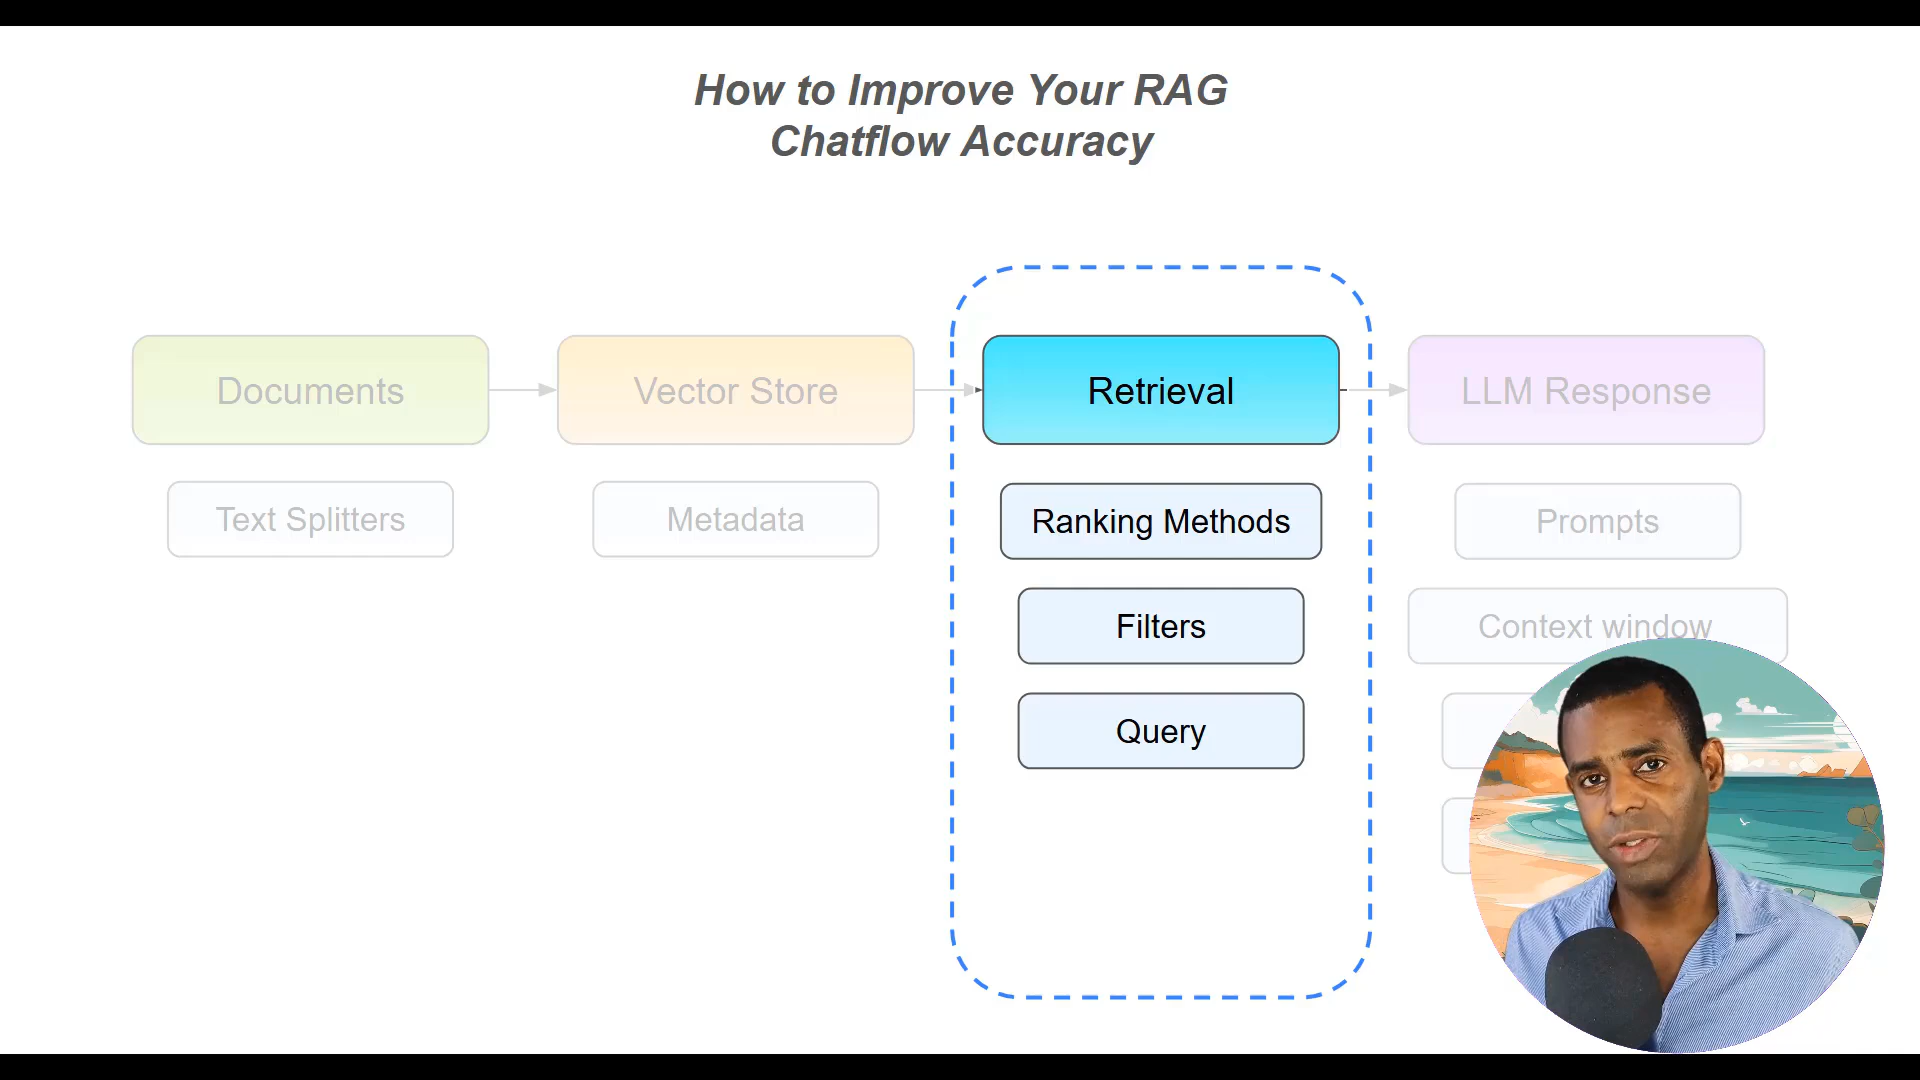 How to Improve Your RAG
Chatflow Accuracy
Documents
Vector Store
Retrieval
LLM Response
Text Splitters
Metadata
Ranking Methods
Prompts
Filters
Context window
Query